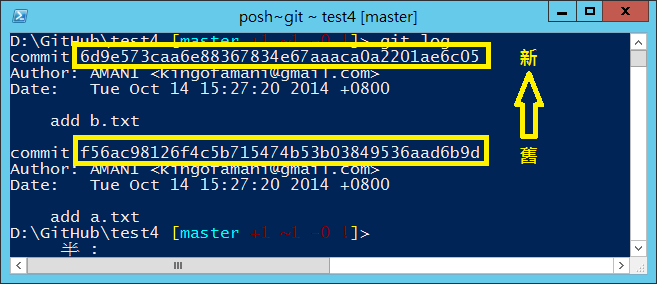 posh~git ~ test4 [master]
D:\GitHub\test4 [master +1 ~1 -0 !]> git log
commit 6d9e573caa6e88367834e67aaaca0a2201ae6c05
Author: AMANI <kingofamani@gmail.com>
Date:   Tue Oct 14 15:27:20 2014 +0800
新
add b.txt
commit f56ac98126f4c5b715474b53b03849536aad6b9d
舊
Author: AMANI <kingofamani@gmail.com>
Date:   Tue Oct 14 15:27:20 2014 +0800
add a.txt
D:\GitHub\test4 [master +1 ~1 -0 !]>
半 :